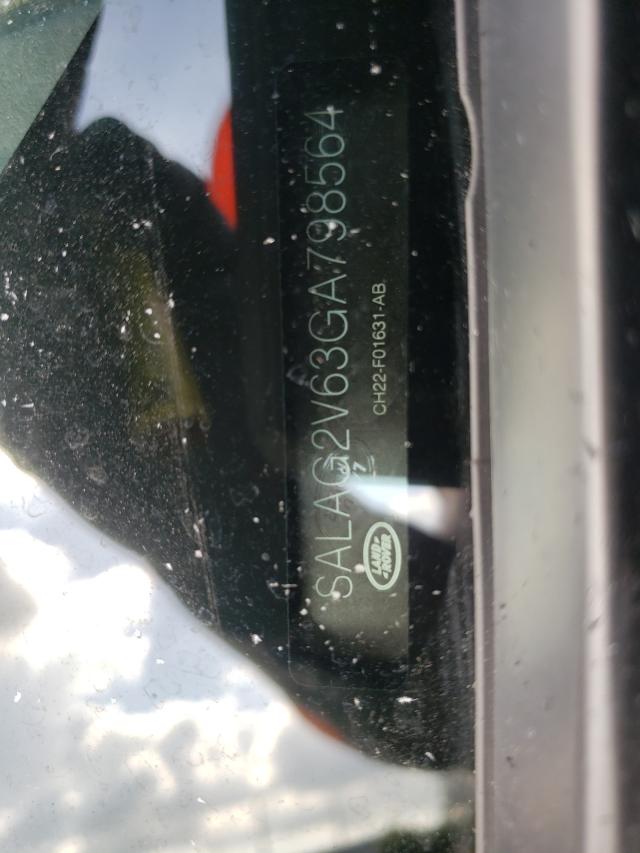 SALAG2V63GA798564
LAND
ROVER
CH22-F01631-AB